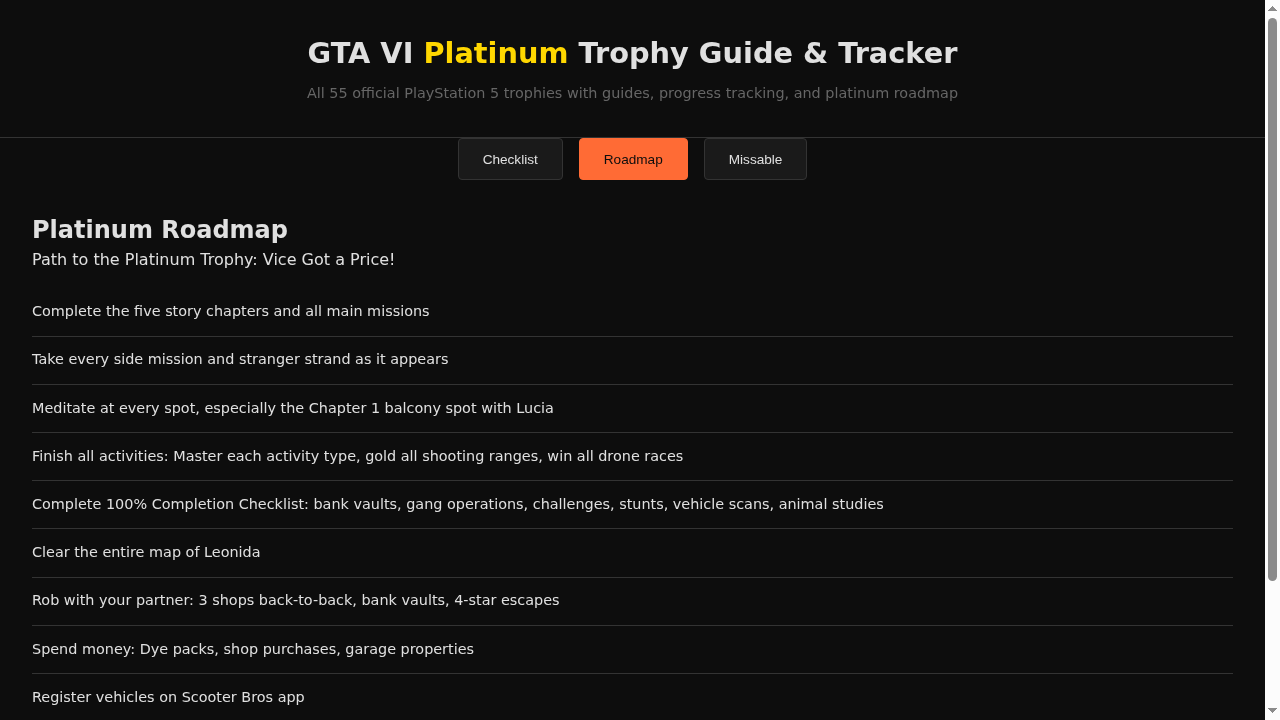 GTA VI Platinum Trophy Guide & Tracker
All 55 official PlayStation 5 trophies with guides, progress tracking, and platinum roadmap
Checklist
Roadmap
Missable
Platinum Roadmap
Path to the Platinum Trophy: Vice Got a Price!
Complete the five story chapters and all main missions
Take every side mission and stranger strand as it appears
Meditate at every spot, especially the Chapter 1 balcony spot with Lucia
Finish all activities: Master each activity type, gold all shooting ranges, win all drone races
Complete 100% Completion Checklist: bank vaults, gang operations, challenges, stunts, vehicle scans, animal studies
Clear the entire map of Leonida
Rob with your partner: 3 shops back-to-back, bank vaults, 4-star escapes
Spend money: Dye packs, shop purchases, garage properties
Register vehicles on Scooter Bros app